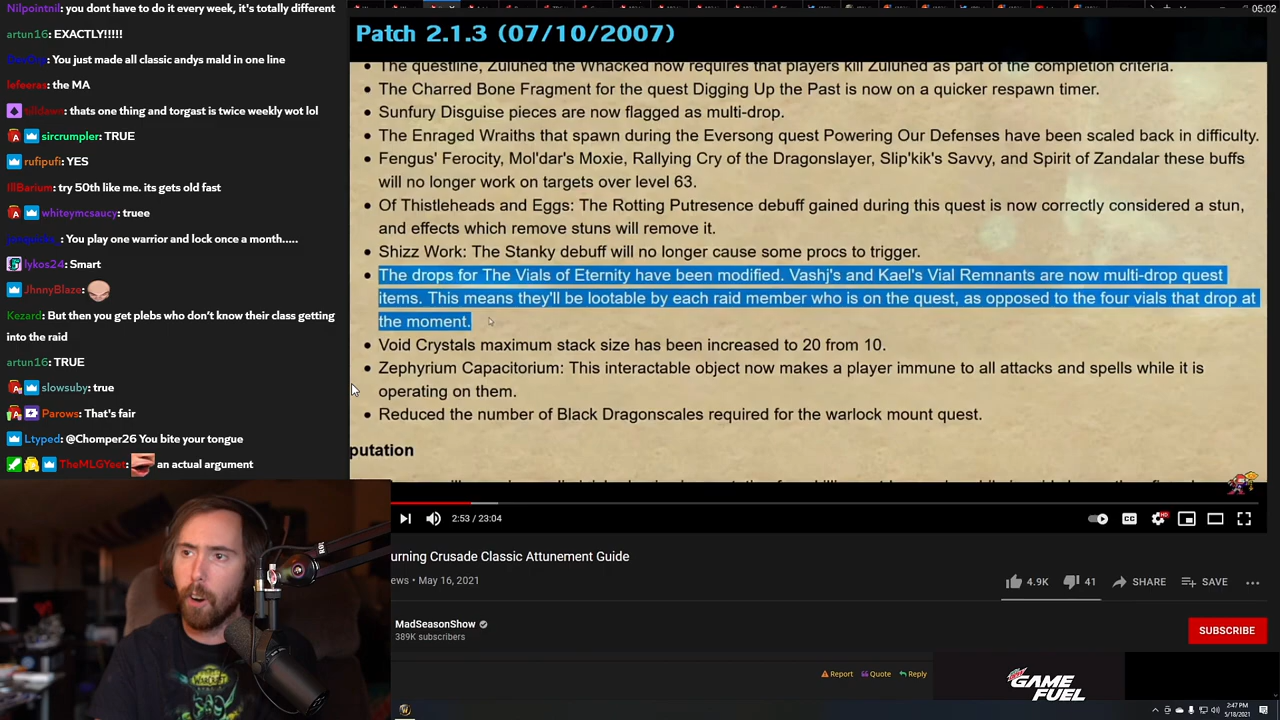 Nilpointnil: you dont have to do it every week, it's totally different
artun16: EXACTLY!!!!!
You just made all classic andys mald in one line
lefeeras: the MA
thats one thing and torgast is twice weekly wot lol
sircrumpler: TRUE
rufipufi: YES
IllBarium: try 50th like me. its gets old fast
whiteymcsaucy: truee
You play one warrior and lock once a month.....
lykos24: Smart
JhnnyBlaze:
Kezard: But then you get plebs who don't know their class getting
into the raid
artun16: TRUE
slowsuby: true
Parows: That's fair
Ltyped: @Chomper26 You bite your tongue
TheMLGYeet: an actual argument
05:02
Patch 2.1.3 (07/10/2007)
The questline, Zuluhed the Whacked now requires that players kill Zuluhed as part of the completion criteria.
The Charred Bone Fragment for the quest Digging Up the Past is now on a quicker respawn timer.
Sunfury Disguise pieces are now flagged as multi-drop.
The Enraged Wraiths that spawn during the Eversong quest Powering Our Defenses have been scaled back in difficulty.
Fengus' Ferocity, Mol'dar's Moxie, Rallying Cry of the Dragonslayer, Slip'kik's Savvy, and Spirit of Zandalar these buffs
will no longer work on targets over level 63.
Of Thistleheads and Eggs: The Rotting Putresence debuff gained during this quest is now correctly considered a stun,
and effects which remove stuns will remove it.
Shizz Work: The Stanky debuff will no longer cause some procs to trigger.
The drops for The Vials of Eternity have been modified. Vashj's and Kael's Vial Remnants are now multi-drop quest
items. This means they'll be lootable by each raid member who is on the quest, as opposed to the four vials that drop at
the moment.
Void Crystals maximum stack size has been increased to 20 from 10.
Zephyrium Capacitorium: This interactable object now makes a player immune to all attacks and spells while it is
operating on them.
Reduced the number of Black Dragonscales required for the warlock mount quest.
putation
2:53 / 23:04
CC
HD
urning Crusade Classic Attunement Guide
ews • May 16, 2021
4.9K
41
SHARE
SAVE
MadSeasonShow
389K subscribers
SUBSCRIBE
Report
Quote
Reply
GAME
FUEL
2:47 PM
5/18/2021